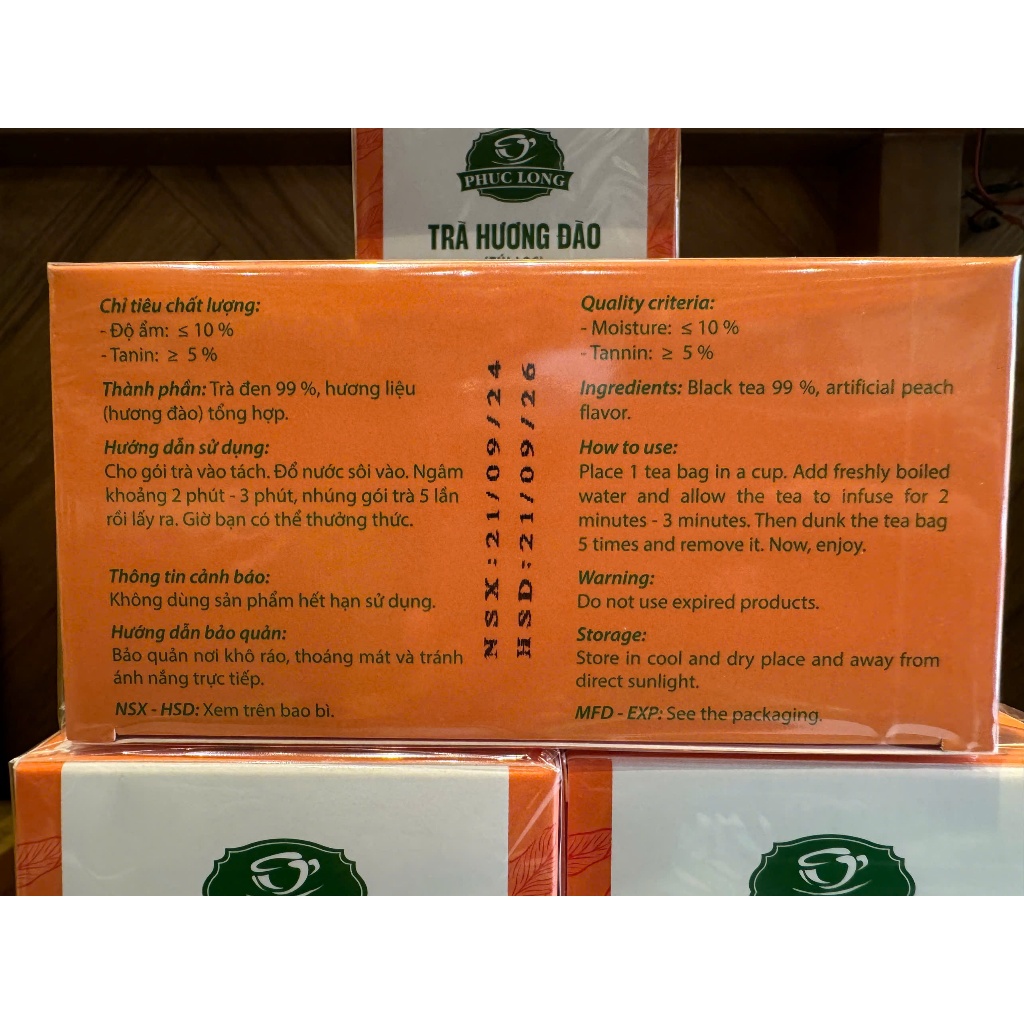 PHUC LONG
TRÀ HƯƠNG ĐÀO
Chỉ tiêu chất lượng:
- Độ ẩm: ≤ 10 %
- Tanin: ≥ 5 %
Thành phần: Trà đen 99 %, hương liệu
(hương đào) tổng hợp.
Hướng dẫn sử dụng:
Cho gói trà vào tách. Đổ nước sôi vào. Ngâm
khoảng 2 phút - 3 phút, nhúng gói trà 5 lần
rồi lấy ra. Giờ bạn có thể thưởng thức.
Thông tin cảnh báo:
Không dùng sản phẩm hết hạn sử dụng.
Hướng dẫn bảo quản:
Bảo quản nơi khô ráo, thoáng mát và tránh
ánh nắng trực tiếp.
NSX - HSD: Xem trên bao bì.
NSX:21/09/24
HSD:21/09/26
Quality criteria:
- Moisture: ≤ 10 %
- Tannin: ≥ 5 %
Ingredients: Black tea 99 %, artificial peach
flavor.
How to use:
Place 1 tea bag in a cup. Add freshly boiled
water and allow the tea to infuse for 2
minutes - 3 minutes. Then dunk the tea bag
5 times and remove it. Now, enjoy.
Warning:
Do not use expired products.
Storage:
Store in cool and dry place and away from
direct sunlight.
MFD - EXP: See the packaging.